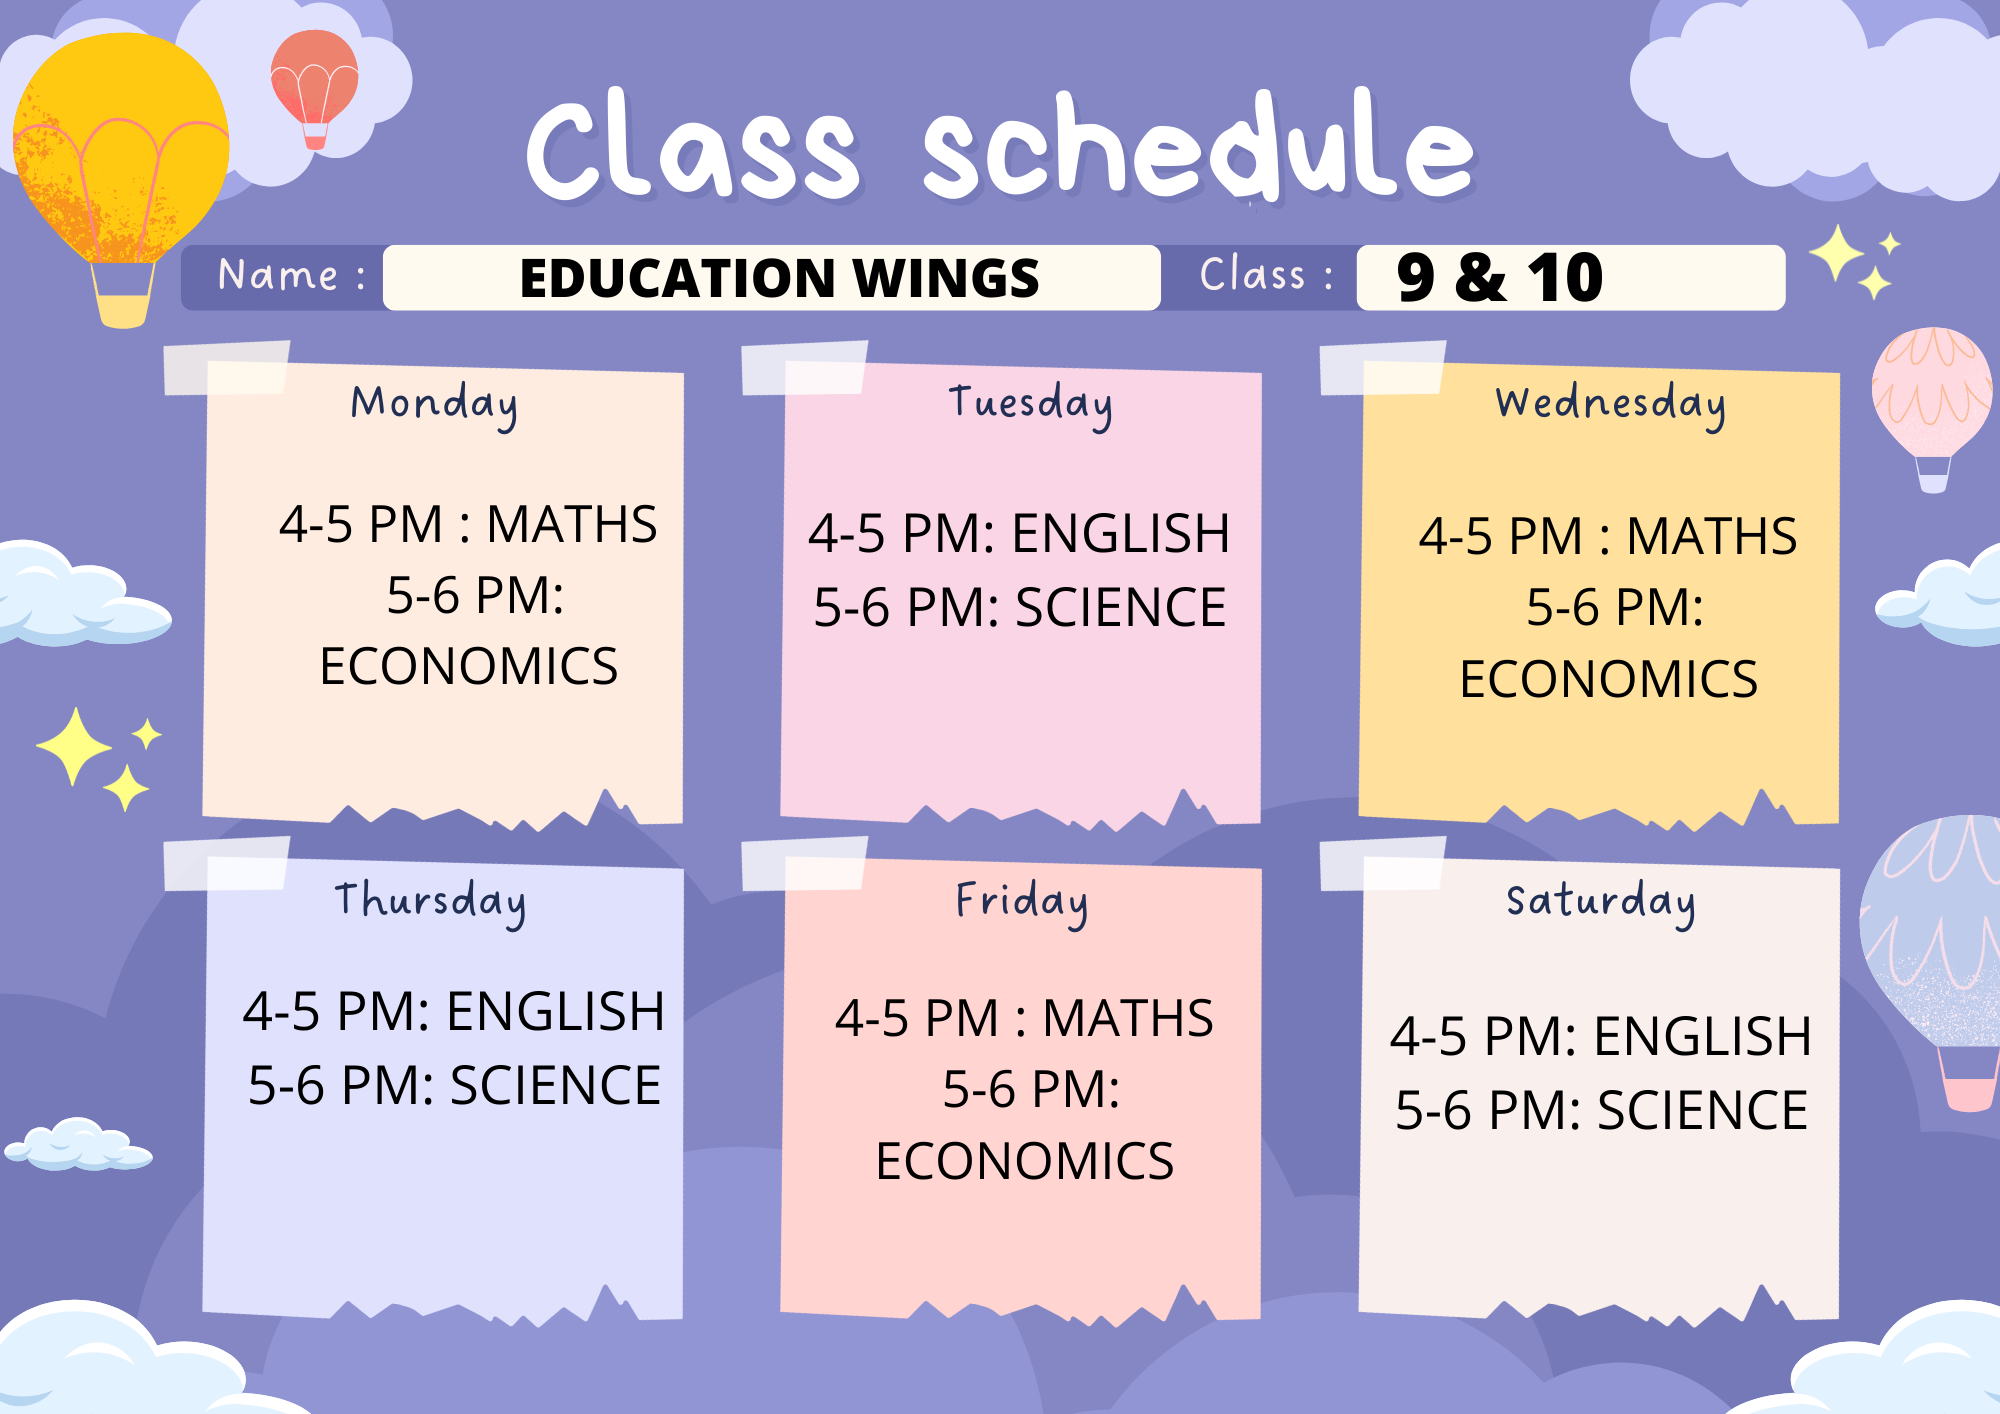 Class schedule
Name : EDUCATION WINGS Class : 9 & 10
Monday
4-5 PM : MATHS
5-6 PM:
ECONOMICS
Tuesday
4-5 PM: ENGLISH
5-6 PM: SCIENCE
Wednesday
4-5 PM : MATHS
5-6 PM:
ECONOMICS
Thursday
4-5 PM: ENGLISH
5-6 PM: SCIENCE
Friday
4-5 PM : MATHS
5-6 PM:
ECONOMICS
Saturday
4-5 PM: ENGLISH
5-6 PM: SCIENCE